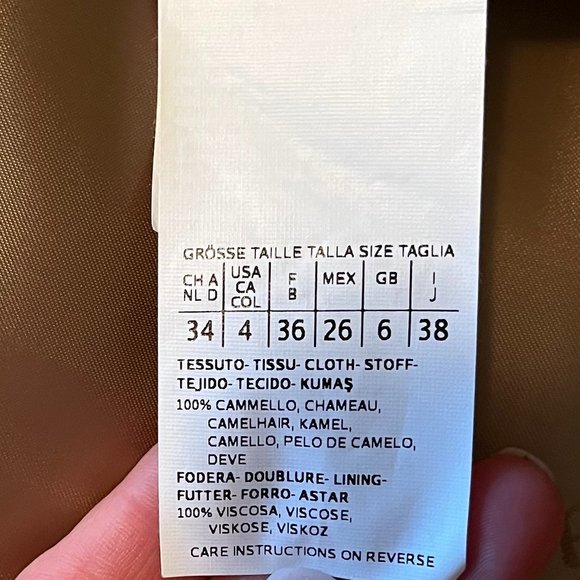 GRÖSSE TAILLE TALLA SIZE TAGLIA
CH A NL D | USA CA COL | F B | MEX | GB | I J
34 | 4 | 36 | 26 | 6 | 38
TESSUTO- TISSU- CLOTH- STOFF-
TEJIDO- TECIDO- KUMAŞ
100% CAMMELLO, CHAMEAU,
CAMELHAIR, KAMEL,
CAMELLO, PELO DE CAMELO,
DEVE
FODERA- DOUBLURE- LINING-
FUTTER- FORRO- ASTAR
100% VISCOSA, VISCOSE,
VISKOSE, VISKOZ
CARE INSTRUCTIONS ON REVERSE